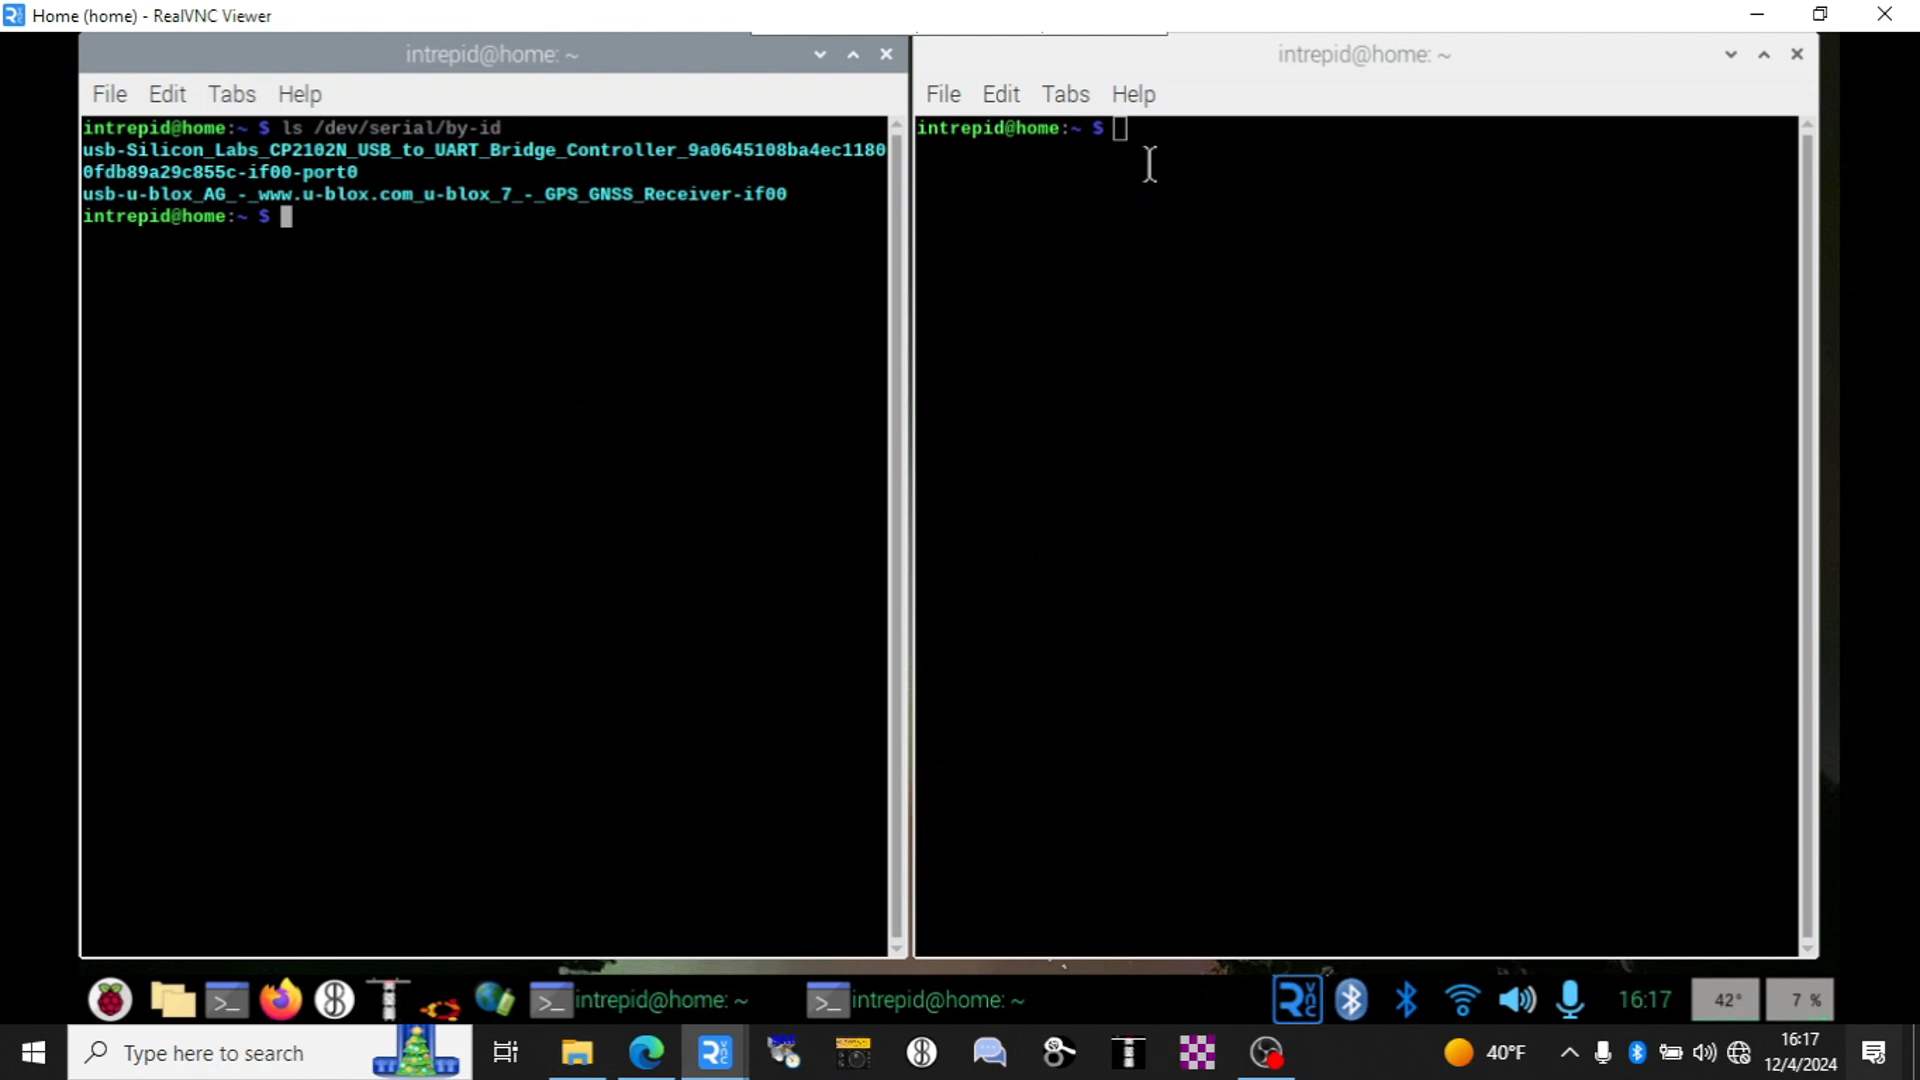 Home (home) - RealVNC Viewer
intrepid@home: ~
File Edit Tabs Help
intrepid@home:~ $ ls /dev/serial/by-id
usb-Silicon_Labs_CP2102N_USB_to_UART_Bridge_Controller_9a0645108ba4ec1180
0fdb89a29c855c-if00-port0
usb-u-blox_AG_-_www.u-blox.com_u-blox_7_-_GPS_GNSS_Receiver-if00
intrepid@home:~ $
intrepid@home: ~
File Edit Tabs Help
intrepid@home:~ $
intrepid@home: ~
intrepid@home: ~
16:17
42°
7 %
Type here to search
40°F
16:17
12/4/2024